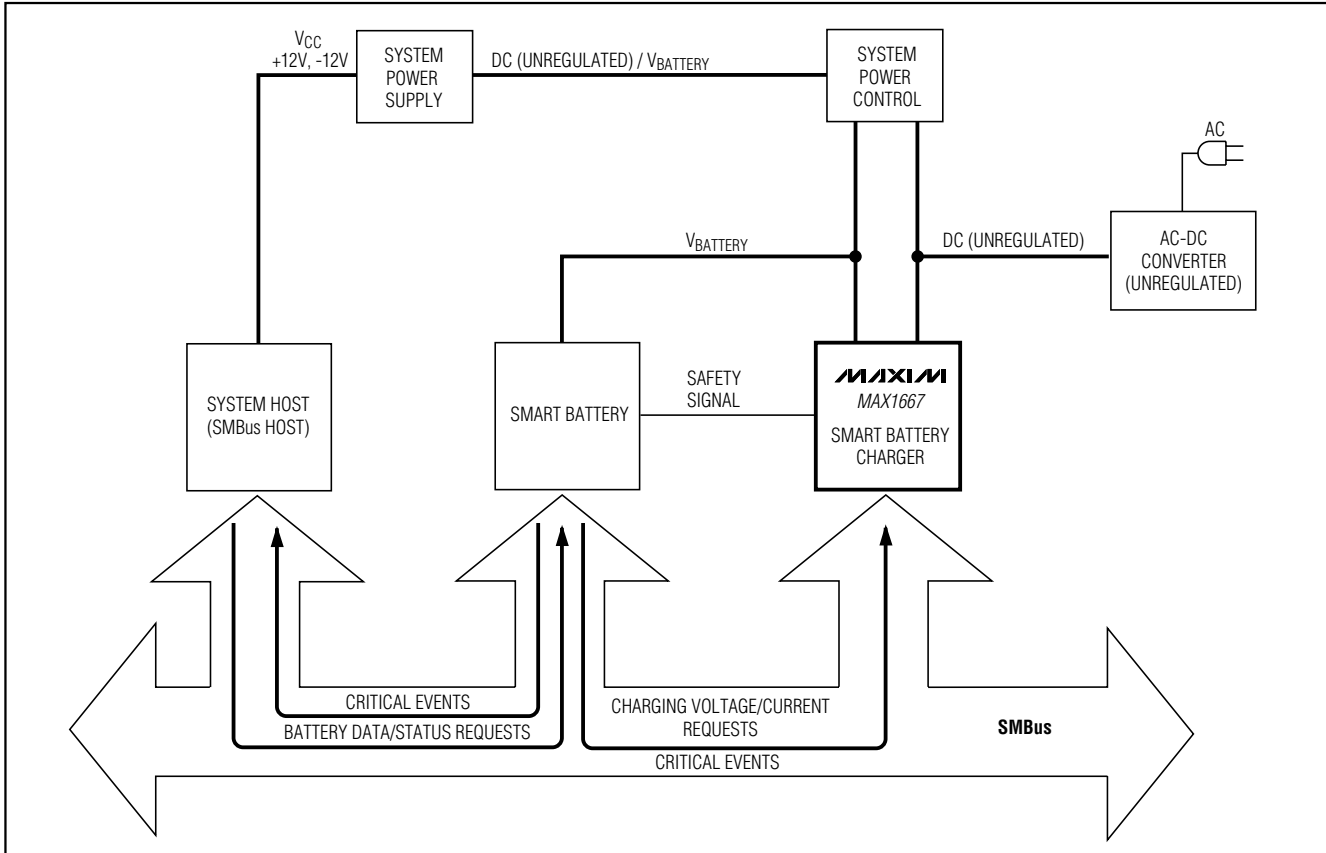 VCC
+12V, -12V
SYSTEM
POWER
SUPPLY
DC (UNREGULATED) / VBATTERY
SYSTEM
POWER
CONTROL
AC
VBATTERY
DC (UNREGULATED)
AC-DC
CONVERTER
(UNREGULATED)
SYSTEM HOST
(SMBus HOST)
SMART BATTERY
SAFETY
SIGNAL
MAXIM
MAX1667
SMART BATTERY
CHARGER
CRITICAL EVENTS
BATTERY DATA/STATUS REQUESTS
CHARGING VOLTAGE/CURRENT
REQUESTS
CRITICAL EVENTS
SMBus